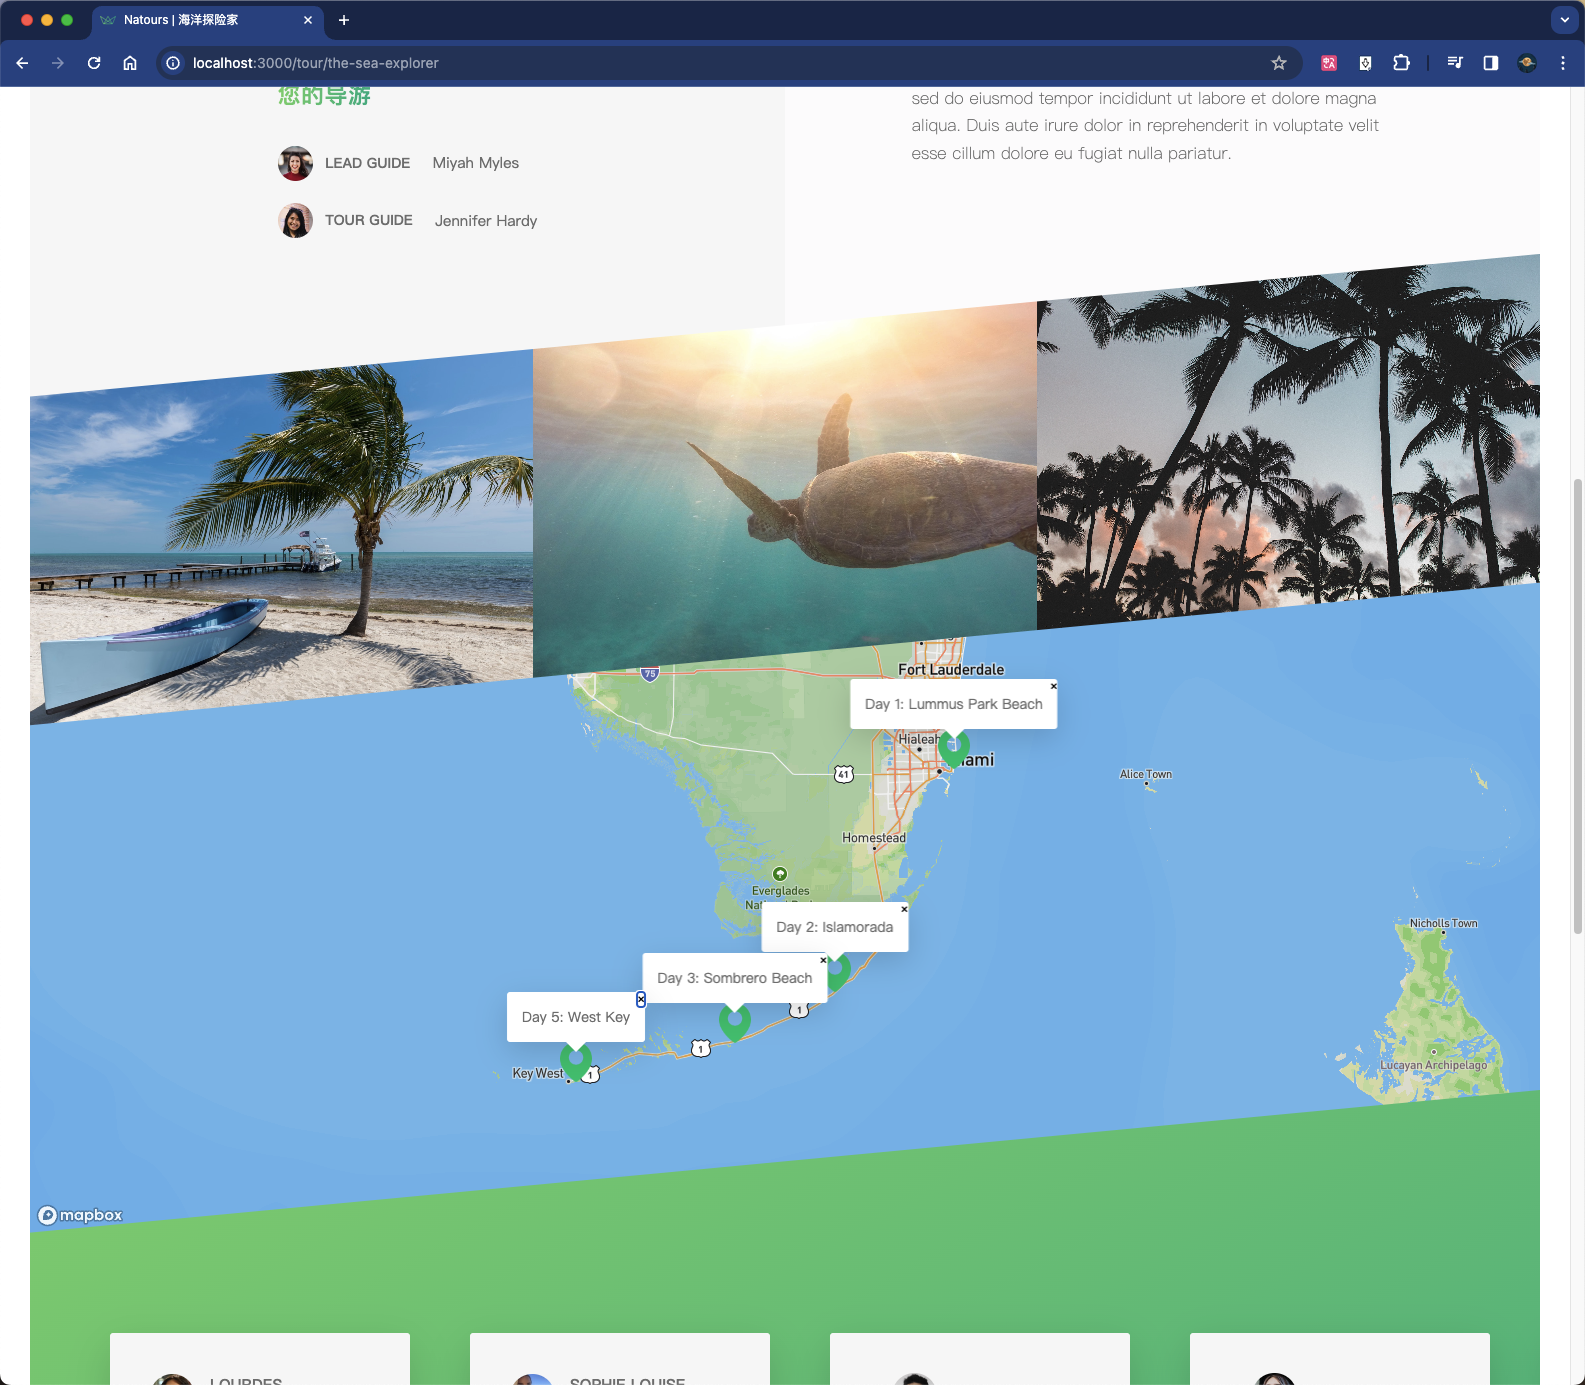 Natours | 海洋探险家
localhost:3000/tour/the-sea-explorer
您的导游
LEAD GUIDE Miyah Myles
TOUR GUIDE Jennifer Hardy
sed do eiusmod tempor incididunt ut labore et dolore magna
aliqua. Duis aute irure dolor in reprehenderit in voluptate velit
esse cillum dolore eu fugiat nulla pariatur.
75
Fort Lauderdale
Day 1: Lummus Park Beach
Hialeah
ami
41
Alice Town
Homestead
Everglades
Day 2: Islamorada
Nicholls Town
Day 3: Sombrero Beach
1
Day 5: West Key
1
Key West
1
Lucayan Archipelago
mapbox
LOURDES
SOPHIE LOUISE